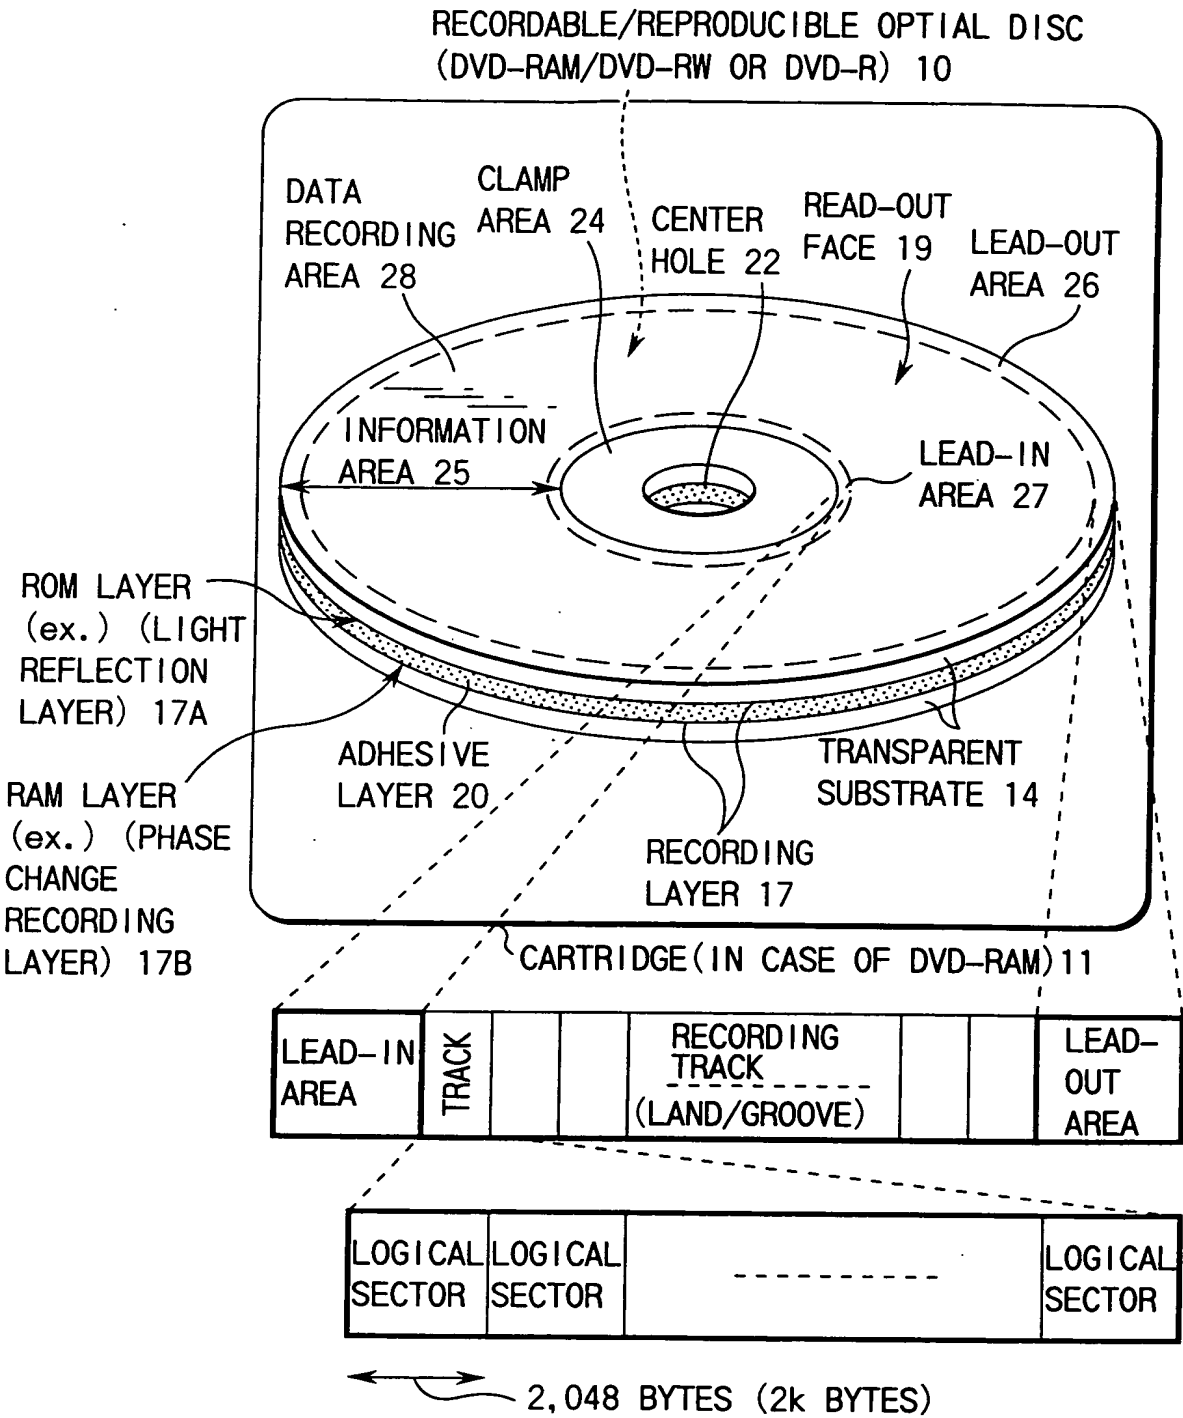 RECORDABLE/REPRODUCIBLE OPTIAL DISC
(DVD-RAM/DVD-RW OR DVD-R) 10
DATA
RECORDING
AREA 28
CLAMP
AREA 24
CENTER
HOLE 22
READ-OUT
FACE 19
LEAD-OUT
AREA 26
INFORMATION
AREA 25
LEAD-IN
AREA 27
ROM LAYER
(ex.) (LIGHT
REFLECTION
LAYER) 17A
RAM LAYER
(ex.) (PHASE
CHANGE
RECORDING
LAYER) 17B
ADHESIVE
LAYER 20
TRANSPARENT
SUBSTRATE 14
RECORDING
LAYER 17
CARTRIDGE(IN CASE OF DVD-RAM)11
LEAD-IN
AREA
TRACK
RECORDING
TRACK
(LAND/GROOVE)
LEAD-
OUT
AREA
LOGICAL
SECTOR
LOGICAL
SECTOR
LOGICAL
SECTOR
2,048 BYTES (2k BYTES)